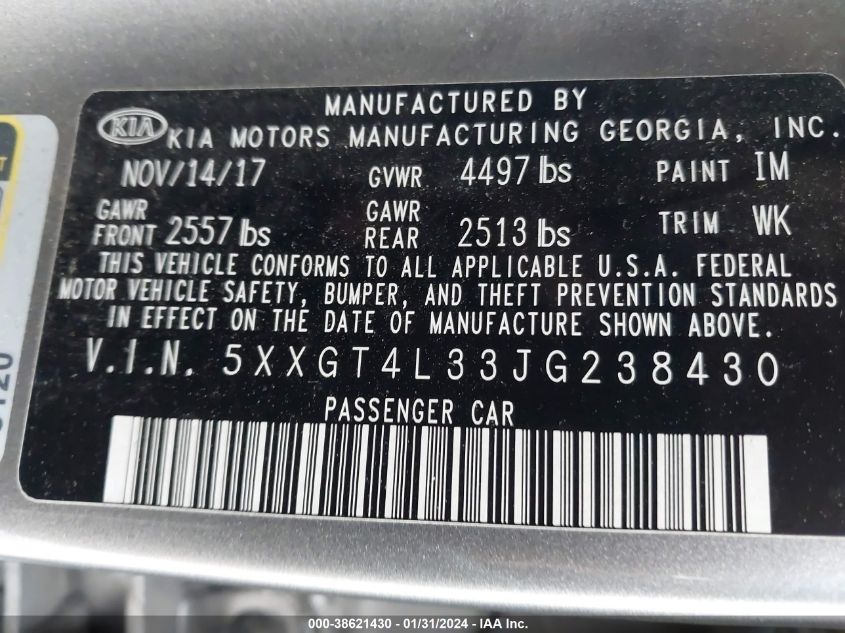 MANUFACTURED BY
KIA KIA MOTORS MANUFACTURING GEORGIA, INC.
NOV/14/17 GVWR 4497 lbs PAINT IM
GAWR FRONT 2557 lbs GAWR REAR 2513 lbs TRIM WK
THIS VEHICLE CONFORMS TO ALL APPLICABLE U.S.A. FEDERAL
MOTOR VEHICLE SAFETY, BUMPER, AND THEFT PREVENTION STANDARDS
IN EFFECT ON THE DATE OF MANUFACTURE SHOWN ABOVE.
V.I.N. 5XXGT4L33JG238430
PASSENGER CAR
000-38621430 - 01/31/2024 - IAA Inc.